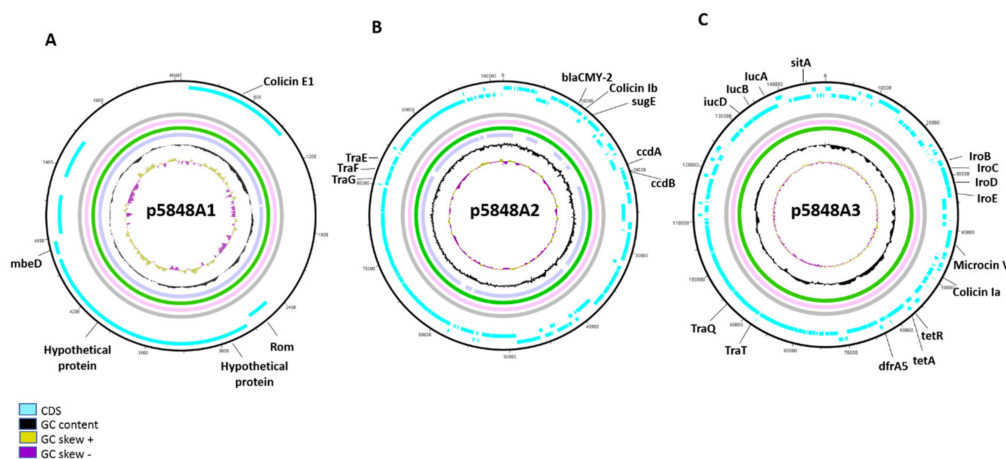 A
B
C
Colicin E1
mbeD
Hypothetical
protein
Hypothetical
protein
Rom
p5848A1
blaCMY-2
Colicin Ib
sugE
ccdA
ccdB
TraE
TraF
TraG
p5848A2
sitA
IucA
IucB
iucD
IroB
IroC
IroD
IroE
Microcin V
Colicin Ia
tetR
tetA
dfrA5
TraT
TraQ
p5848A3
CDS
GC content
GC skew +
GC skew -